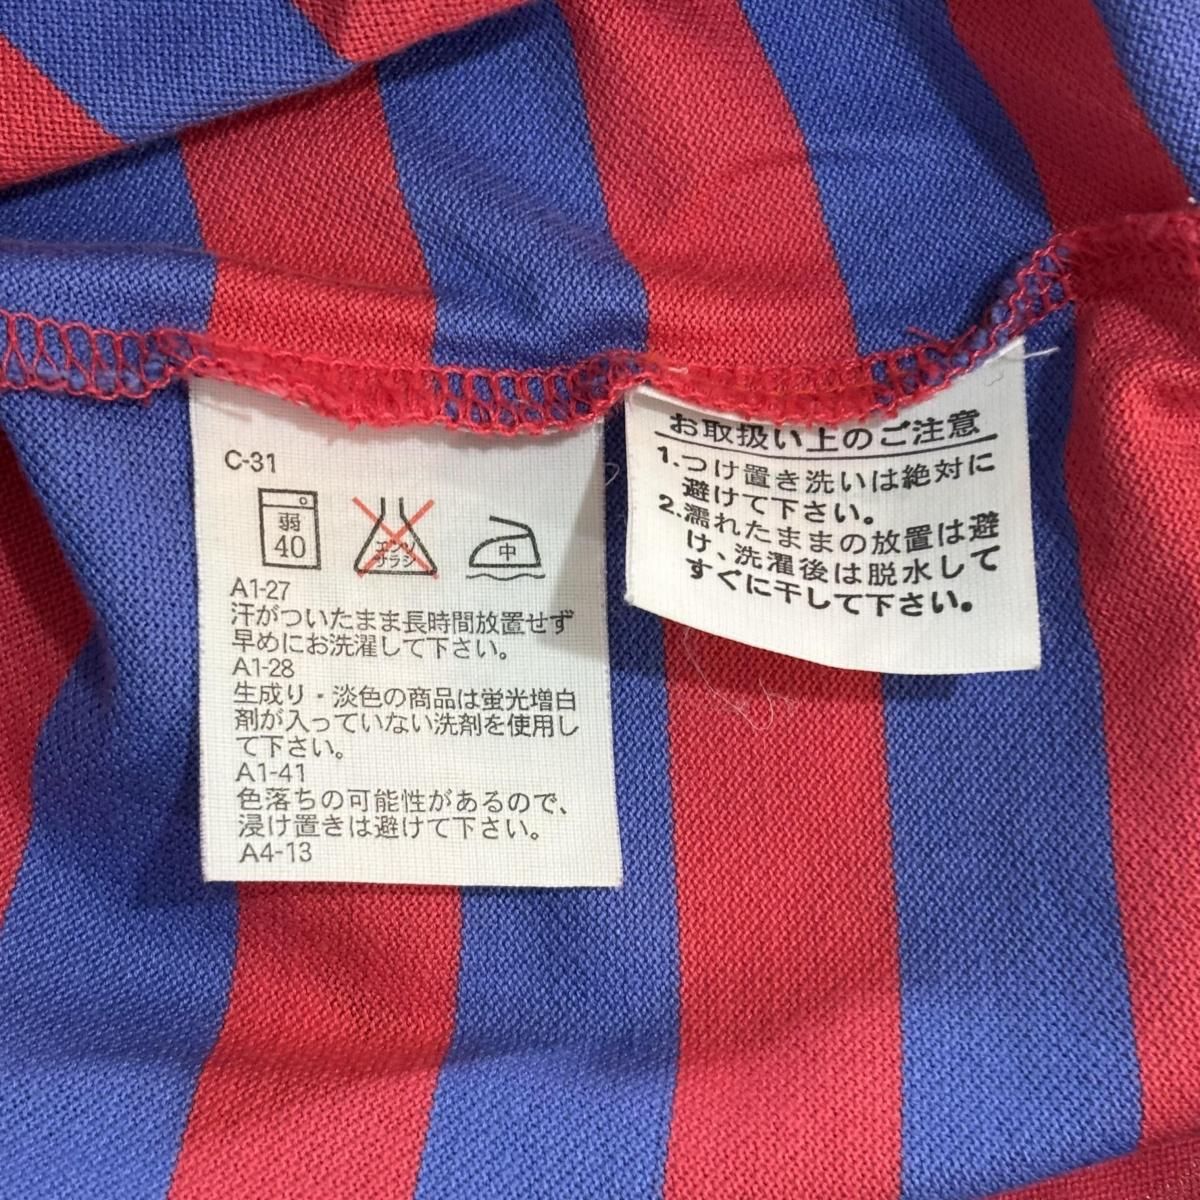 C-31
弱
40
エンソ
サラシ
中
A1-27
汗がついたまま長時間放置せず
早めにお洗濯して下さい。
A1-28
生成り・淡色の商品は蛍光増白
剤が入っていない洗剤を使用し
て下さい。
A1-41
色落ちの可能性があるので、
浸け置きは避けて下さい。
A4-13
お取扱い上のご注意
1.つけ置き洗いは絶対に
避けて下さい。
2.濡れたままの放置は避
け、洗濯後は脱水して
すぐに干して下さい。